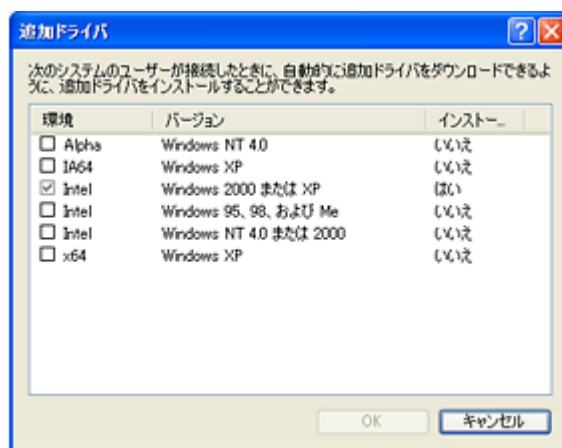 追加ドライバ
次のシステムのユーザーが接続したときに、自動的に追加ドライバをダウンロードできるよ
うに、追加ドライバをインストールすることができます。
環境 バージョン インストー...
Alpha Windows NT 4.0 いいえ
IA64 Windows XP いいえ
Intel Windows 2000 または XP はい
Intel Windows 95、98、および Me いいえ
Intel Windows NT 4.0 または 2000 いいえ
x64 Windows XP いいえ
OK キャンセル